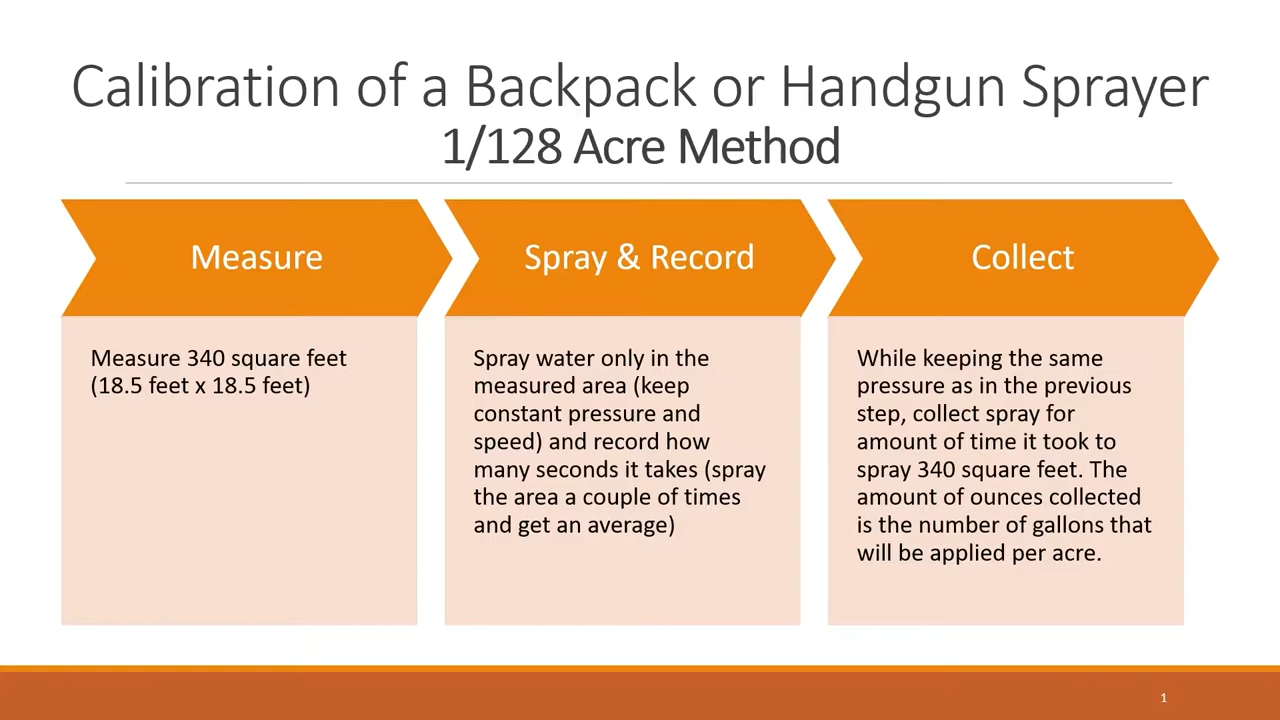 Calibration of a Backpack or Handgun Sprayer
1/128 Acre Method
Measure
Measure 340 square feet
(18.5 feet x 18.5 feet)
Spray & Record
Spray water only in the
measured area (keep
constant pressure and
speed) and record how
many seconds it takes (spray
the area a couple of times
and get an average)
Collect
While keeping the same
pressure as in the previous
step, collect spray for
amount of time it took to
spray 340 square feet. The
amount of ounces collected
is the number of gallons that
will be applied per acre.
1